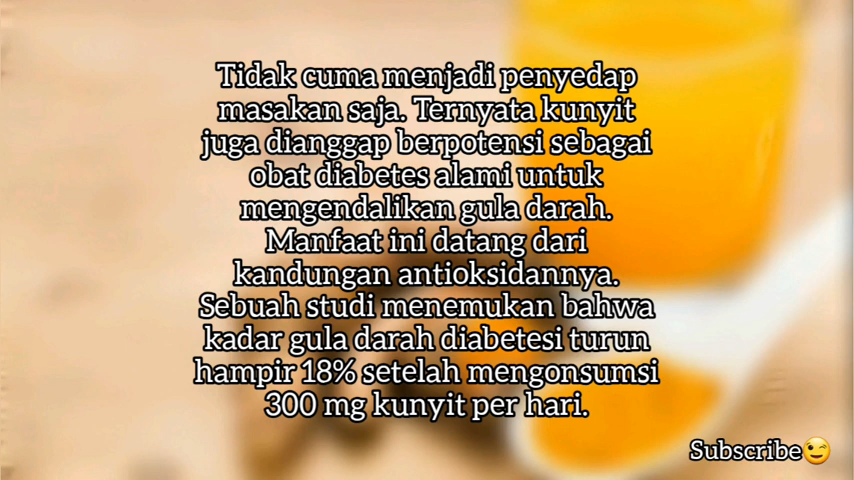 Tidak cuma menjadi penyedap
masakan saja. Ternyata kunyit
juga dianggap berpotensi sebagai
obat diabetes alami untuk
mengendalikan gula darah.
Manfaat ini datang dari
kandungan antioksidannya.
Sebuah studi menemukan bahwa
kadar gula darah diabetesi turun
hampir 18% setelah mengonsumsi
300 mg kunyit per hari.
Subscribe😉